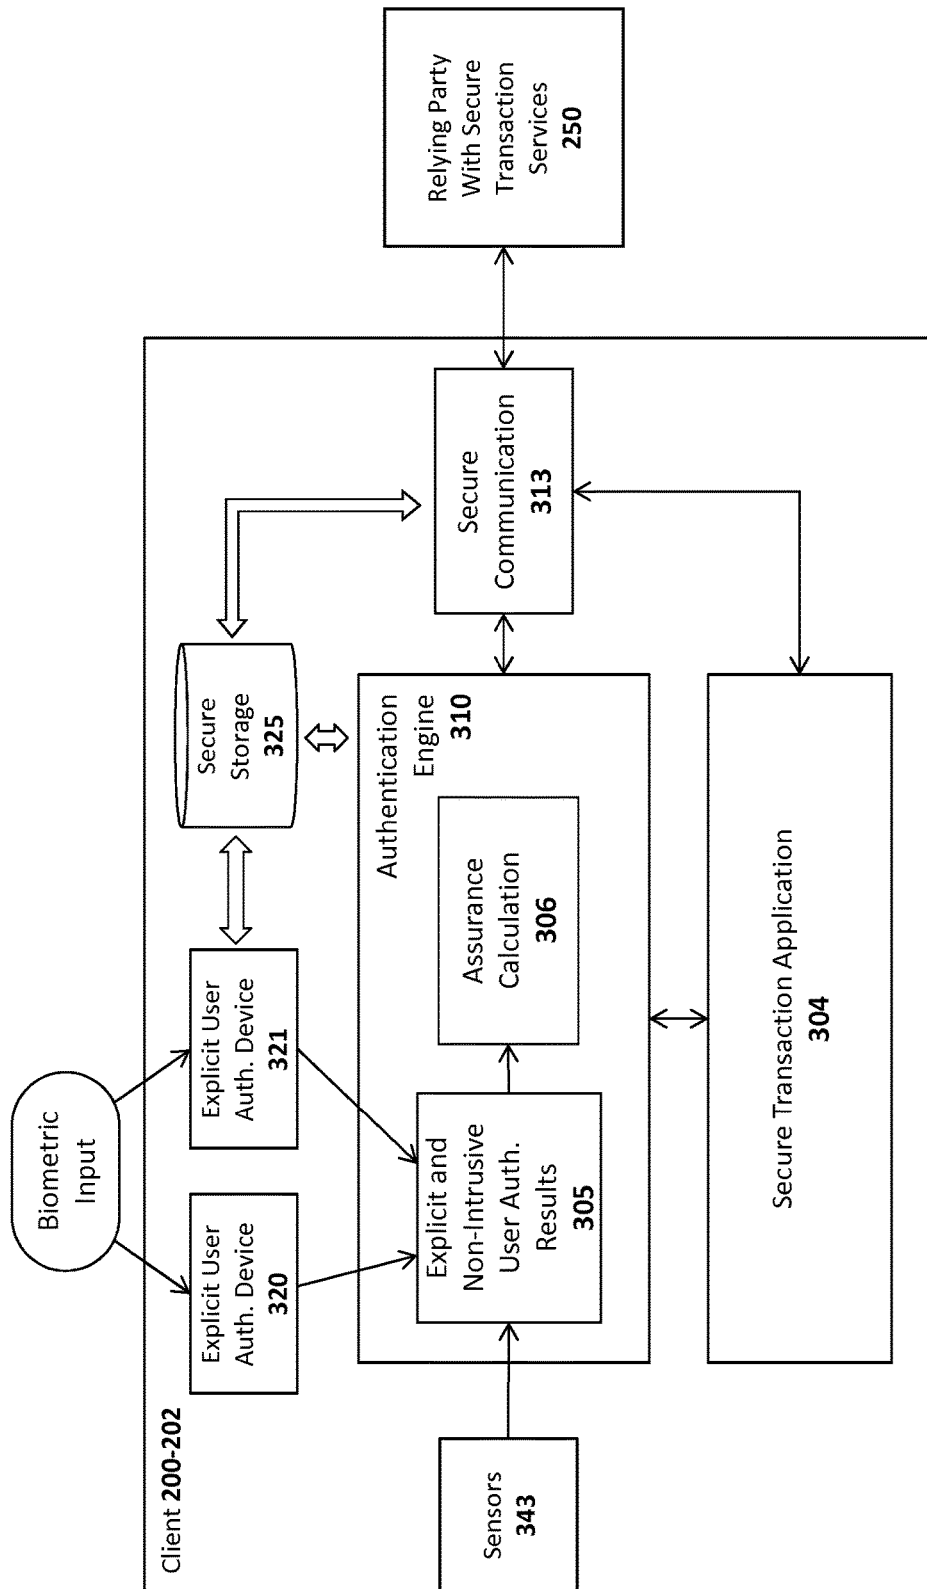 Biometric
Input
Client 200-202
Explicit User
Auth. Device
320
Explicit User
Auth. Device
321
Secure
Storage
325
Sensors
343
Authentication
Engine
310
Explicit and
Non-Intrusive
User Auth.
Results
305
Assurance
Calculation
306
Secure
Communication
313
Relying Party
With Secure
Transaction
Services
250
Secure Transaction Application
304